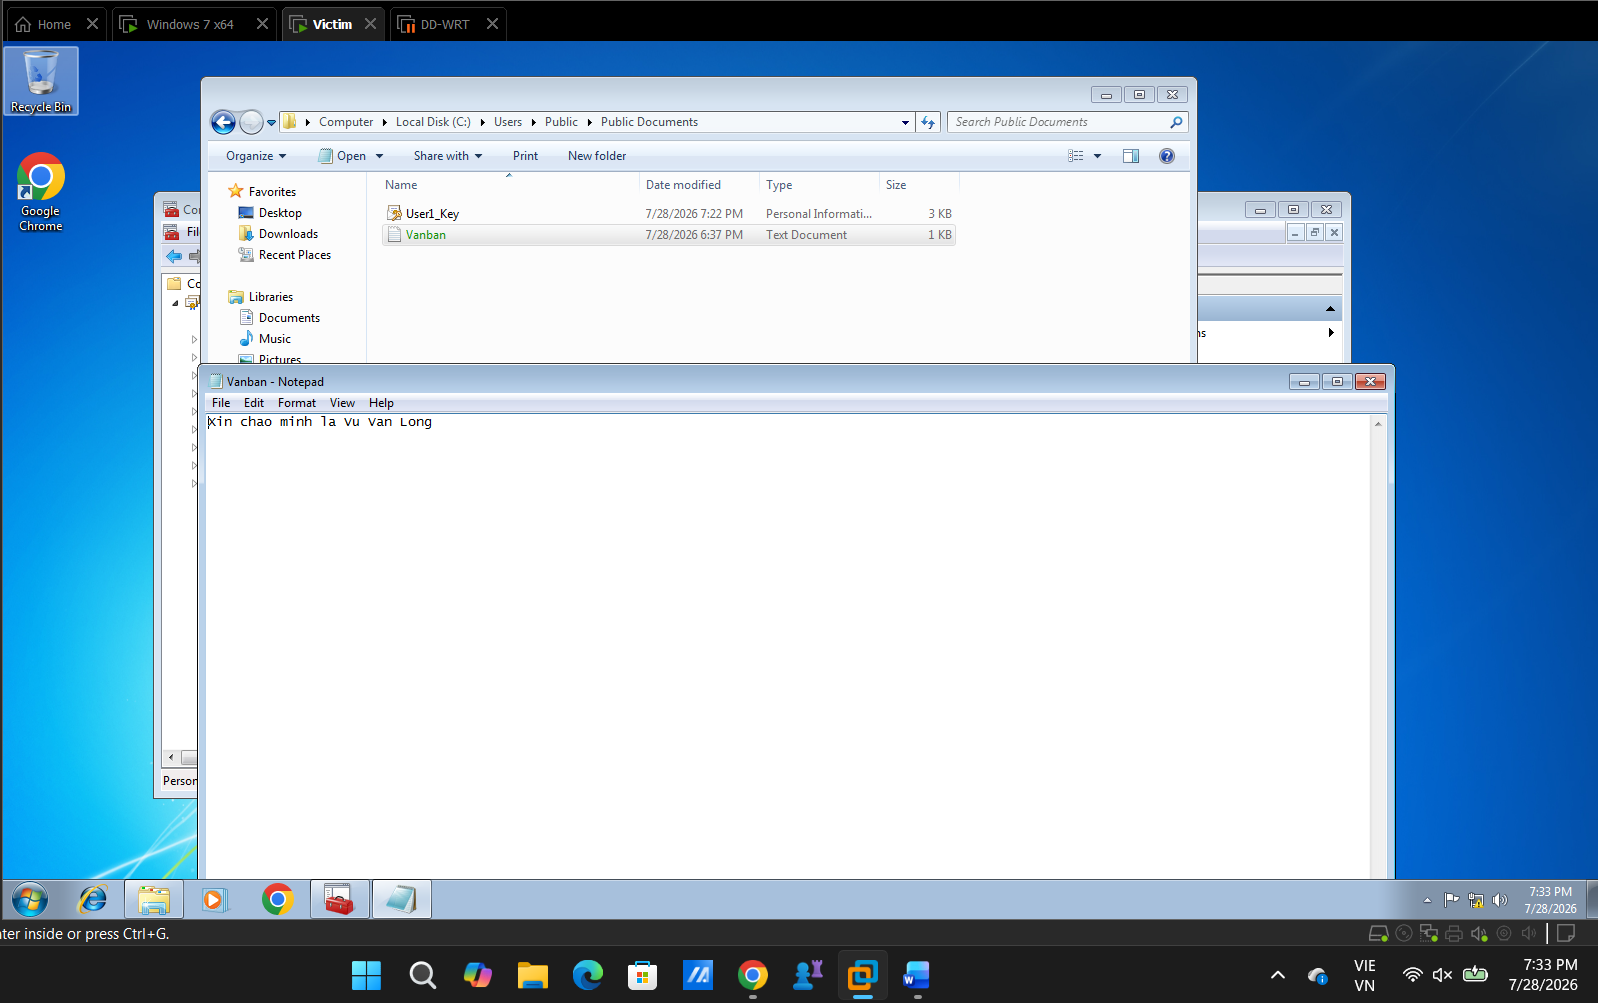 Home
Windows 7 x64
Victim
DD-WRT
Recycle Bin
Google Chrome
Computer
Local Disk (C:)
Users
Public
Public Documents
Search Public Documents
Organize
Open
Share with
Print
New folder
Name
Date modified
Type
Size
Favorites
Desktop
Downloads
Recent Places
Libraries
Documents
Music
Pictures
User1_Key 7/28/2026 7:22 PM Personal Informati... 3 KB
Vanban 7/28/2026 6:37 PM Text Document 1 KB
Vanban - Notepad
File Edit Format View Help
Xin chao minh la Vu Van Long
7:33 PM
7/28/2026
nter inside or press Ctrl+G.
VIE
VN
7:33 PM
7/28/2026